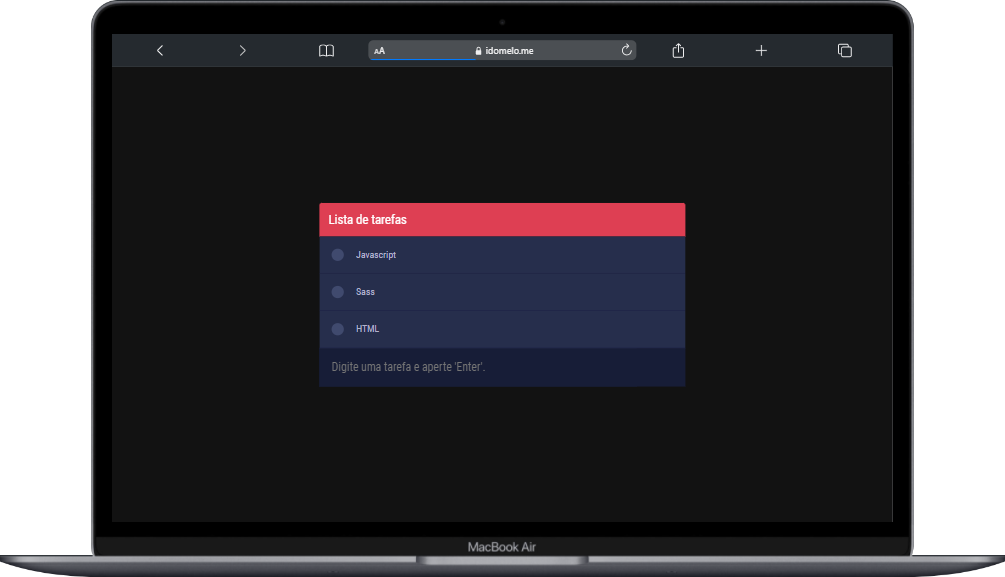 AA
idomelo.me
Lista de tarefas
Javascript
Sass
HTML
Digite uma tarefa e aperte 'Enter'.
MacBook Air